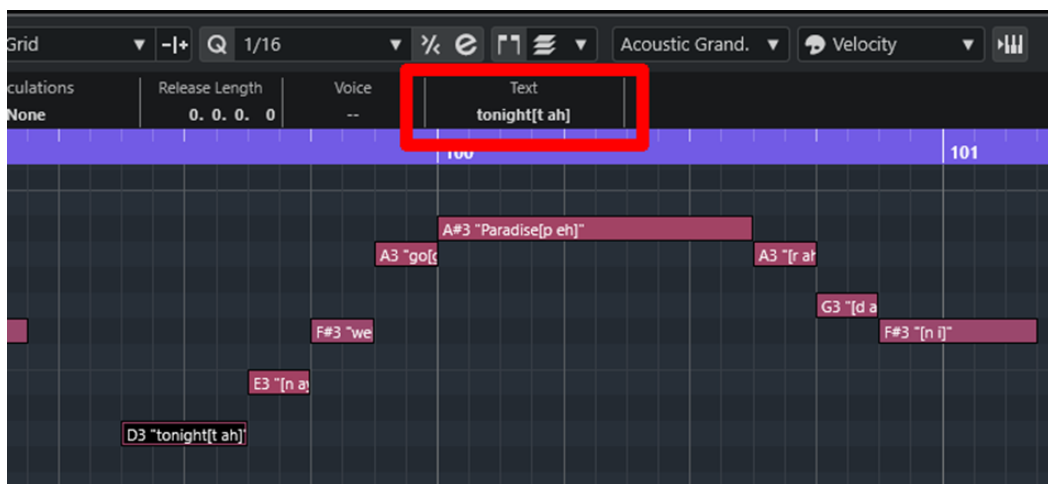 Grid Q 1/16 Acoustic Grand. Velocity
Release Length Voice Text
None 0. 0. 0. 0 -- tonight[t ah]
100 101
A#3 "Paradise[p eh]"
A3 "go[ A3 "[r ah
G3 "[d a
F#3 "we F#3 "[n i]"
E3 "[n ay
D3 "tonight[t ah]"